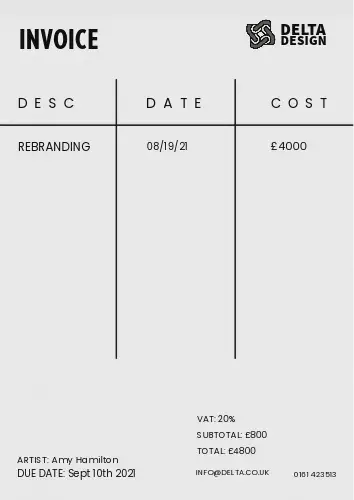 INVOICE
DELTA
DESIGN
DESC DATE COST
REBRANDING 08/19/21 £4000
VAT: 20%
SUBTOTAL: £800
TOTAL: £4800
ARTIST: Amy Hamilton
DUE DATE: Sept 10th 2021
INFO@DELTA.CO.UK 0161 423513